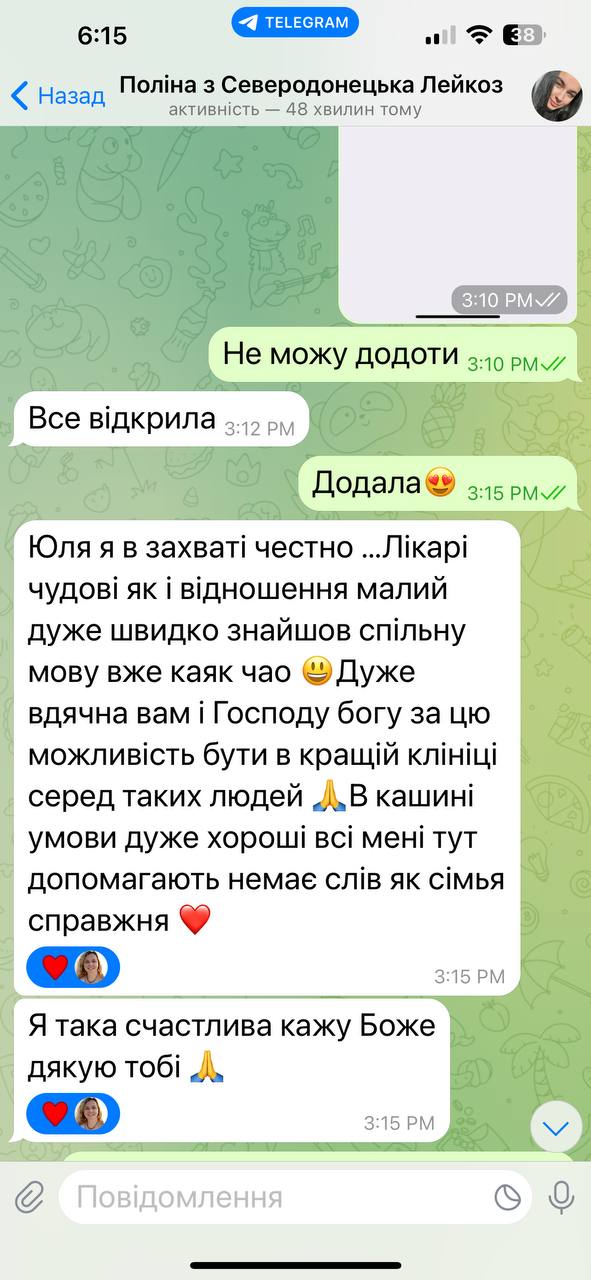 6:15
TELEGRAM
38
Назад
Поліна з Северодонецька Лейкоз
активність — 48 хвилин тому
3:10 PM
Не можу додоти 3:10 PM
Все відкрила 3:12 PM
Додала😍 3:15 PM
Юля я в захваті честно ...Лікарі
чудові як і відношення малий
дуже швидко знайшов спільну
мову вже каяк чао 😃Дуже
вдячна вам і Господу богу за цю
можливість бути в кращій клініці
серед таких людей 🙏В кашині
умови дуже хороші всі мені тут
допомагають немає слів як сімья
справжня ❤️
3:15 PM
Я така счастлива кажу Боже
дякую тобі 🙏
3:15 PM
Повідомлення